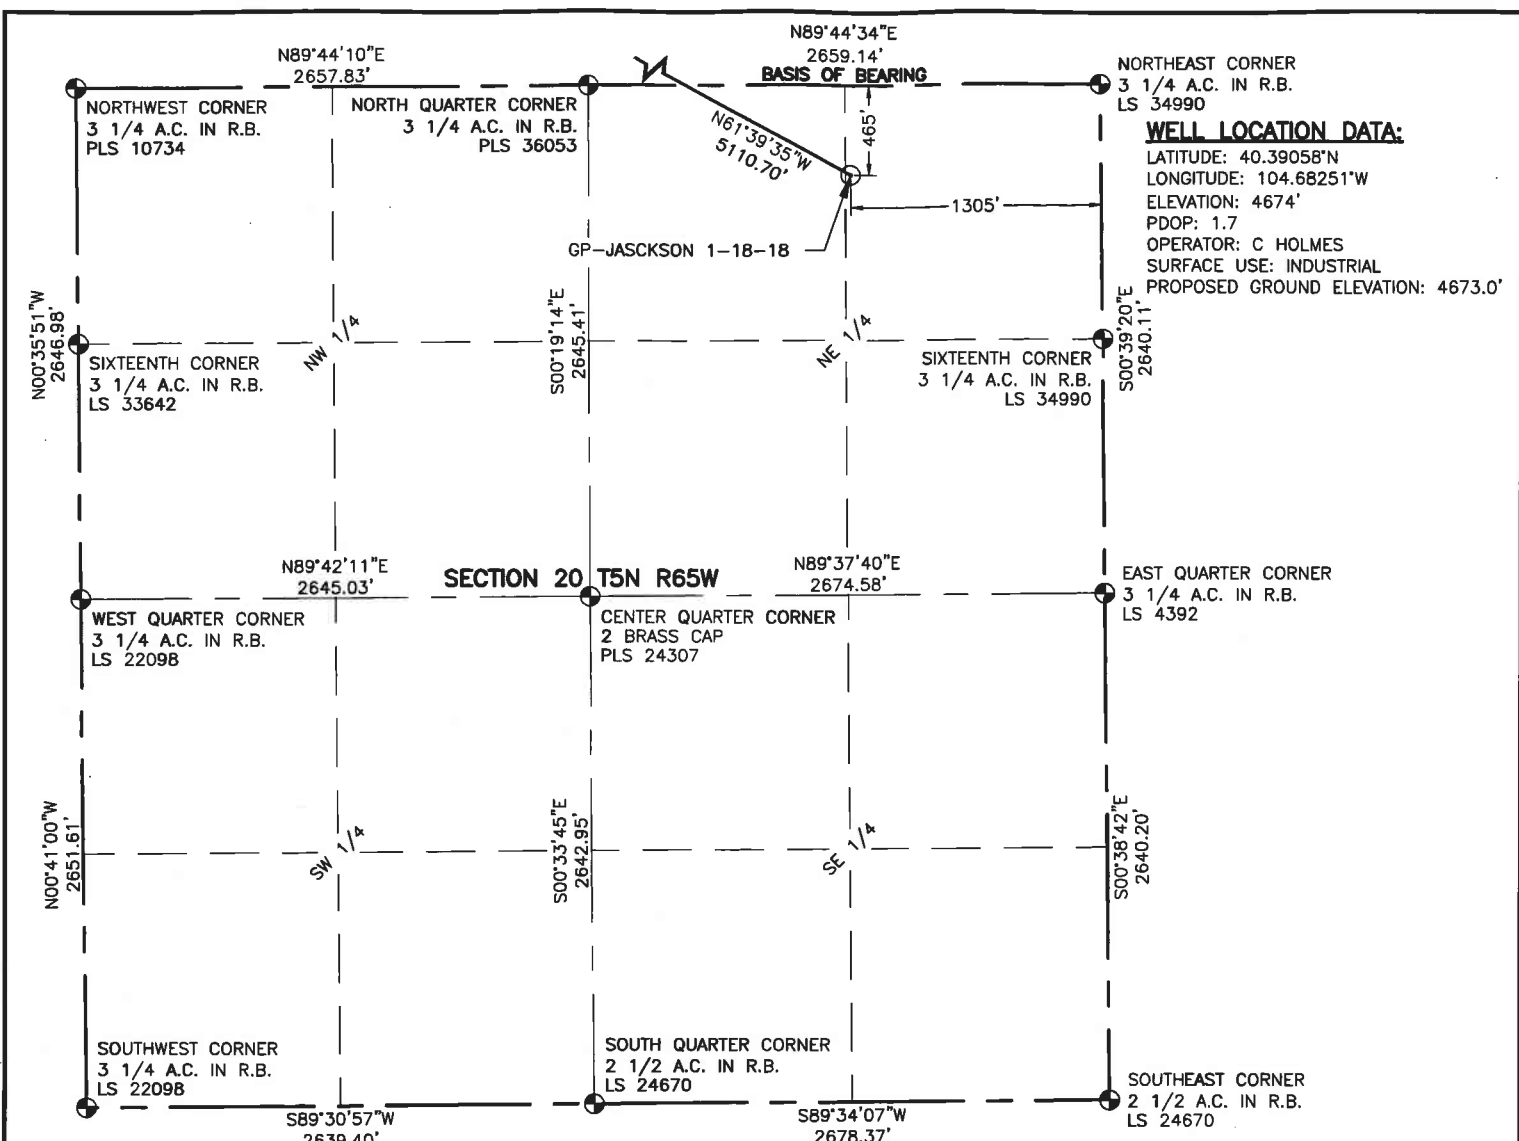 N89°44'10"E
2657.83'
N89°44'34"E
2659.14'
BASIS OF BEARING
NORTHWEST CORNER
3 1/4 A.C. IN R.B.
PLS 10734
NORTH QUARTER CORNER
3 1/4 A.C. IN R.B.
PLS 36053
NORTHEAST CORNER
3 1/4 A.C. IN R.B.
LS 34990
N61°39'35"W
5110.70'
465'
1305'
GP-JASCKSON 1-18-18
WELL LOCATION DATA:
LATITUDE: 40.39058°N
LONGITUDE: 104.68251°W
ELEVATION: 4674'
PDOP: 1.7
OPERATOR: C HOLMES
SURFACE USE: INDUSTRIAL
PROPOSED GROUND ELEVATION: 4673.0'
N00°35'51"W
2646.98'
NW 1/4
S00°19'14"E
2645.41'
NE 1/4
S00°39'20"E
2640.11'
SIXTEENTH CORNER
3 1/4 A.C. IN R.B.
LS 33642
SIXTEENTH CORNER
3 1/4 A.C. IN R.B.
LS 34990
N89°42'11"E
2645.03'
SECTION 20 T5N R65W
N89°37'40"E
2674.58'
WEST QUARTER CORNER
3 1/4 A.C. IN R.B.
LS 22098
CENTER QUARTER CORNER
2 BRASS CAP
PLS 24307
EAST QUARTER CORNER
3 1/4 A.C. IN R.B.
LS 4392
N00°41'00"W
2651.61'
SW 1/4
S00°33'45"E
2642.95'
SE 1/4
S00°38'42"E
2640.20'
SOUTHWEST CORNER
3 1/4 A.C. IN R.B.
LS 22098
SOUTH QUARTER CORNER
2 1/2 A.C. IN R.B.
LS 24670
SOUTHEAST CORNER
2 1/2 A.C. IN R.B.
LS 24670
S89°30'57"W
2639.40'
S89°34'07"W
2678.37'